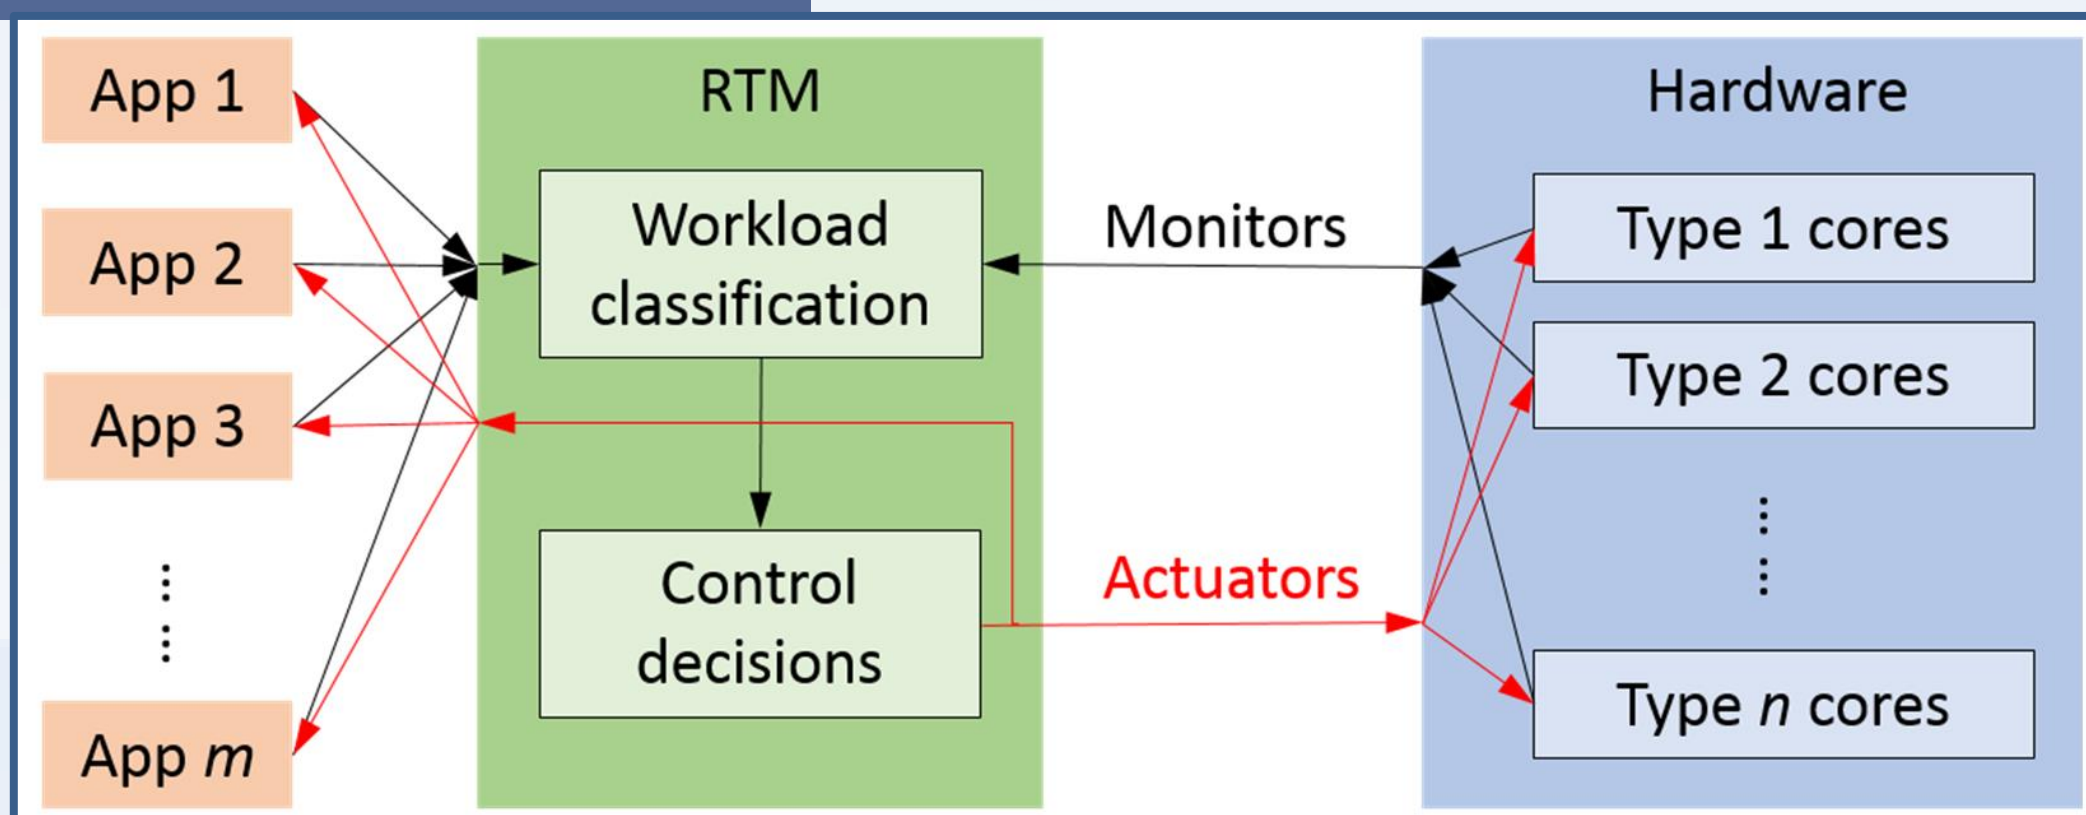 App 1
App 2
App 3
App m
RTM
Workload
classification
Control
decisions
Monitors
Actuators
Hardware
Type 1 cores
Type 2 cores
Type n cores